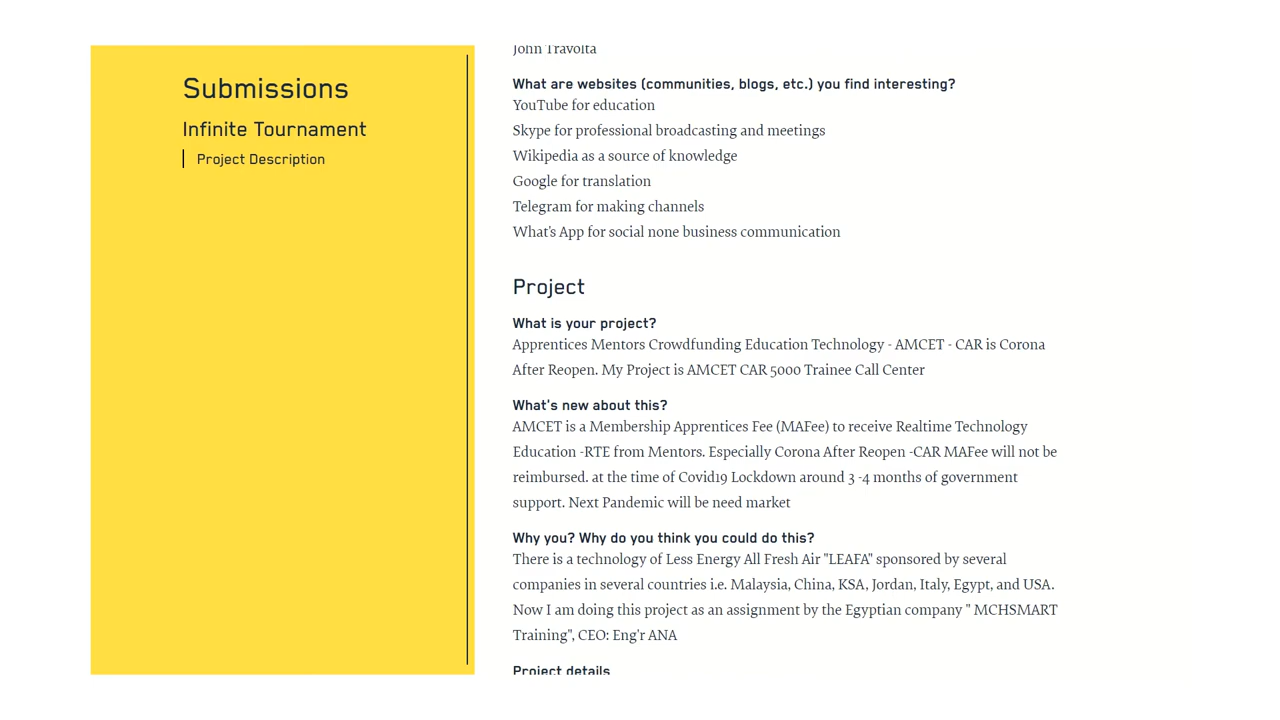 Submissions
Infinite Tournament
Project Description
John Travolta
What are websites (communities, blogs, etc.) you find interesting?
YouTube for education
Skype for professional broadcasting and meetings
Wikipedia as a source of knowledge
Google for translation
Telegram for making channels
What's App for social none business communication
Project
What is your project?
Apprentices Mentors Crowdfunding Education Technology - AMCET - CAR is Corona
After Reopen. My Project is AMCET CAR 5000 Trainee Call Center
What's new about this?
AMCET is a Membership Apprentices Fee (MAFee) to receive Realtime Technology
Education -RTE from Mentors. Especially Corona After Reopen -CAR MAFee will not be
reimbursed. at the time of Covid19 Lockdown around 3 -4 months of government
support. Next Pandemic will be need market
Why you? Why do you think you could do this?
There is a technology of Less Energy All Fresh Air "LEAFA" sponsored by several
companies in several countries i.e. Malaysia, China, KSA, Jordan, Italy, Egypt, and USA.
Now I am doing this project as an assignment by the Egyptian company " MCHSMART
Training", CEO: Eng'r ANA
Project details